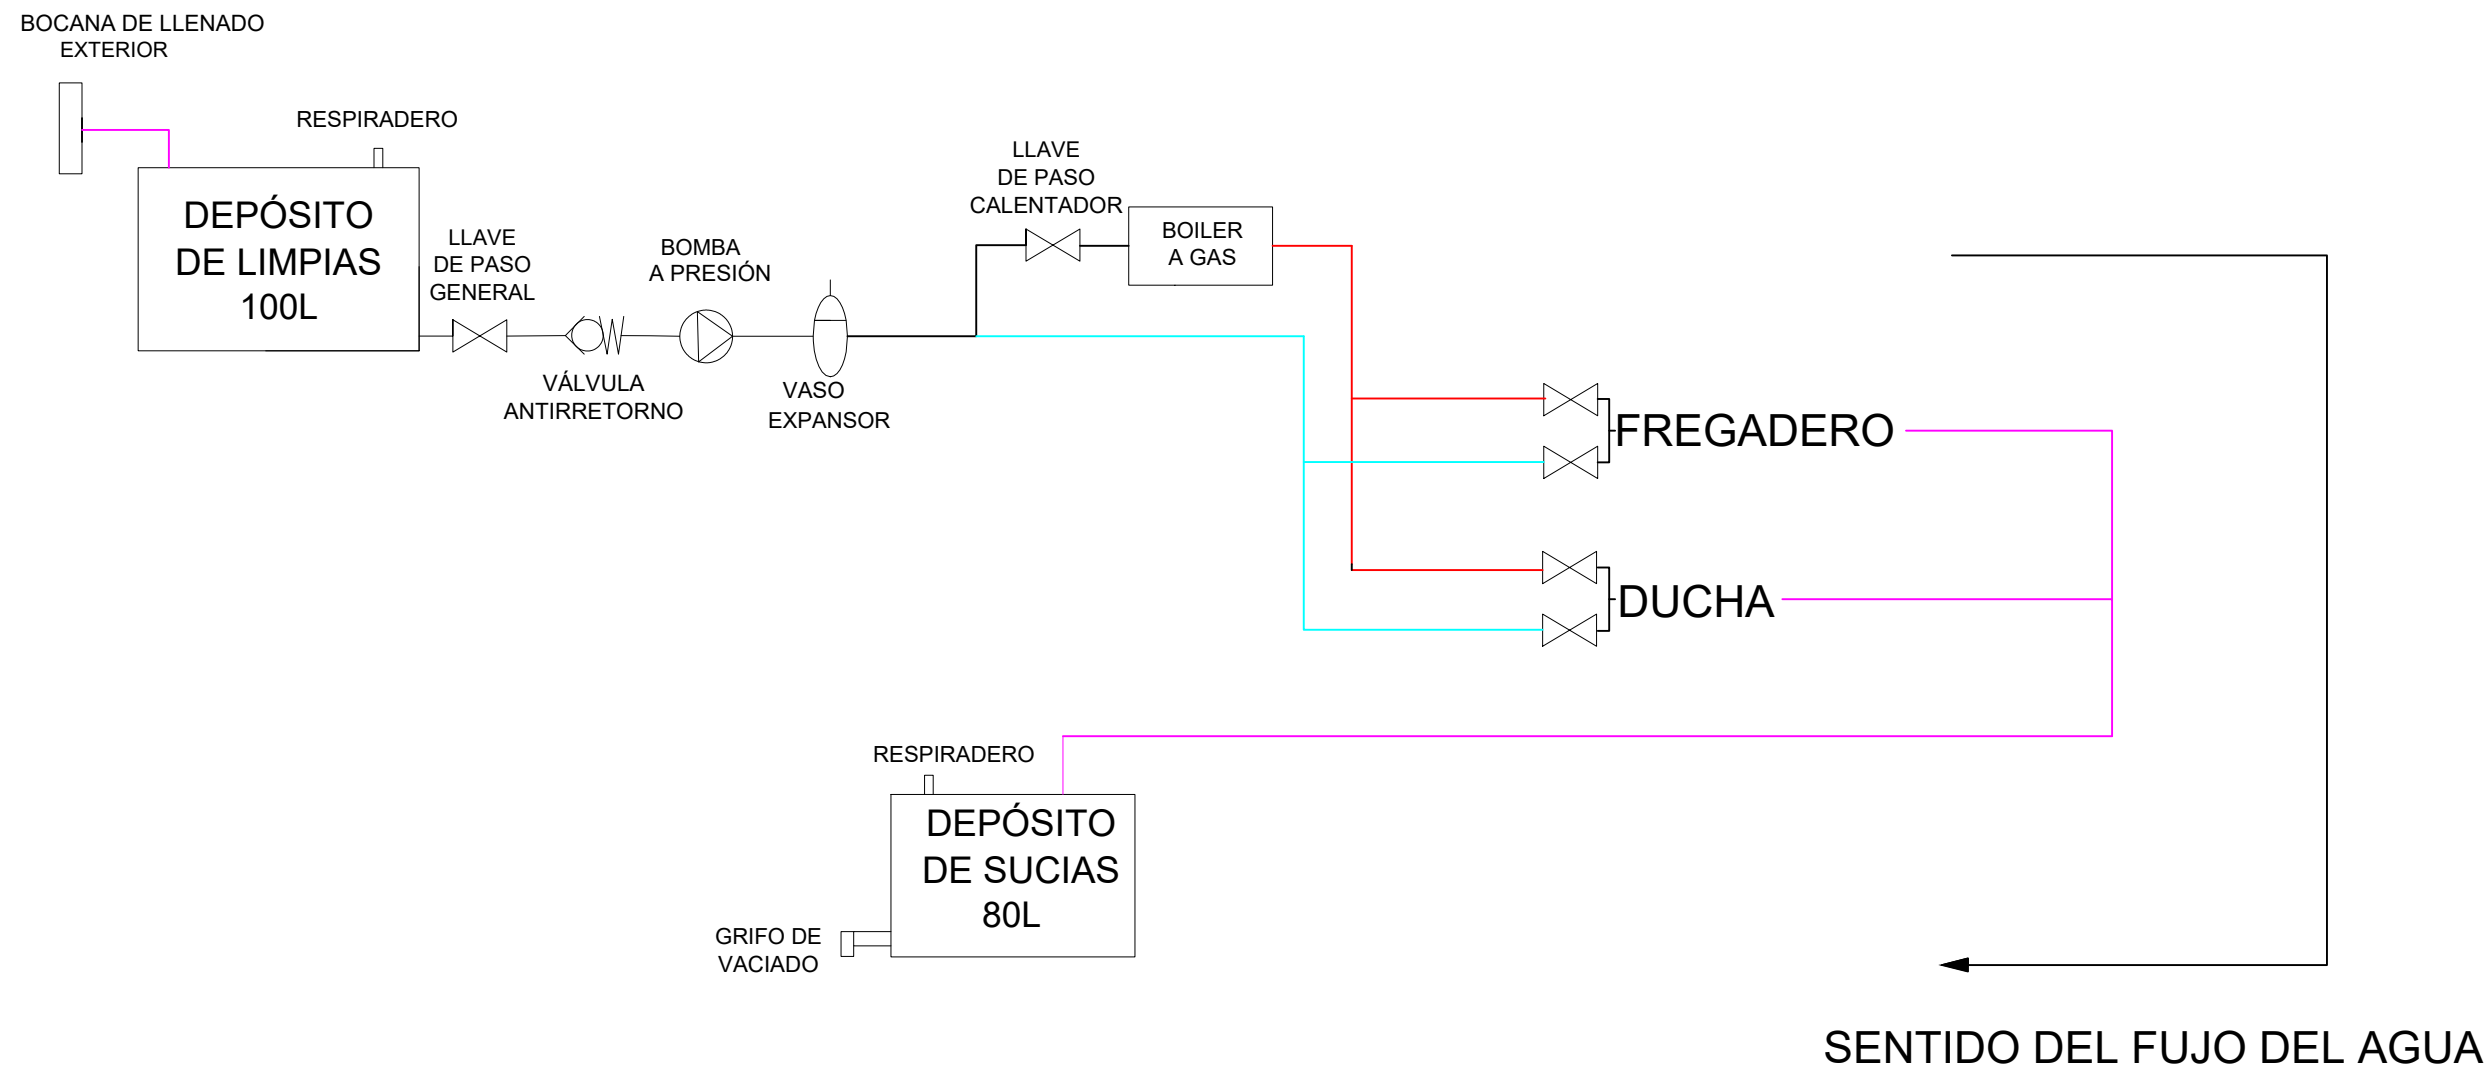 BOCANA DE LLENADO
EXTERIOR
RESPIRADERO
DEPÓSITO
DE LIMPIAS
100L
LLAVE
DE PASO
GENERAL
VÁLVULA
ANTIRRETORNO
BOMBA
A PRESIÓN
VASO
EXPANSOR
LLAVE
DE PASO
CALENTADOR
BOILER
A GAS
FREGADERO
DUCHA
RESPIRADERO
DEPÓSITO
DE SUCIAS
80L
GRIFO DE
VACIADO
SENTIDO DEL FUJO DEL AGUA